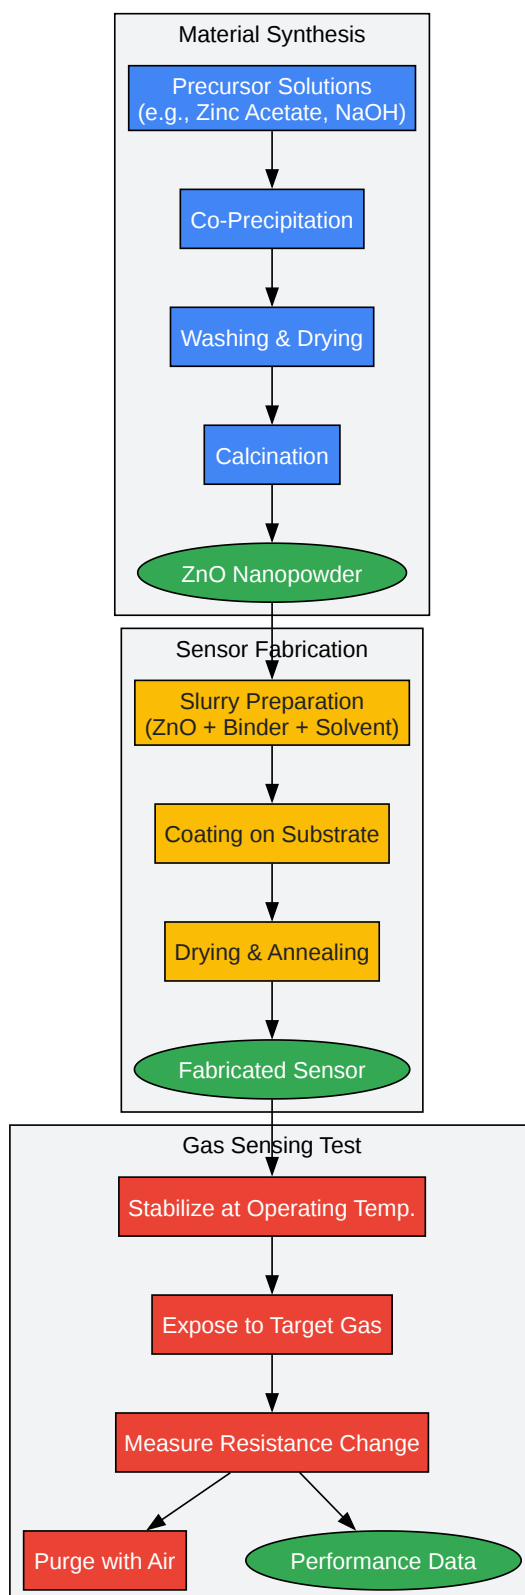 Material Synthesis
Precursor Solutions
(e.g., Zinc Acetate, NaOH)
Co-Precipitation
Washing & Drying
Calcination
ZnO Nanopowder
Sensor Fabrication
Slurry Preparation
(ZnO + Binder + Solvent)
Coating on Substrate
Drying & Annealing
Fabricated Sensor
Gas Sensing Test
Stabilize at Operating Temp.
Expose to Target Gas
Measure Resistance Change
Purge with Air
Performance Data